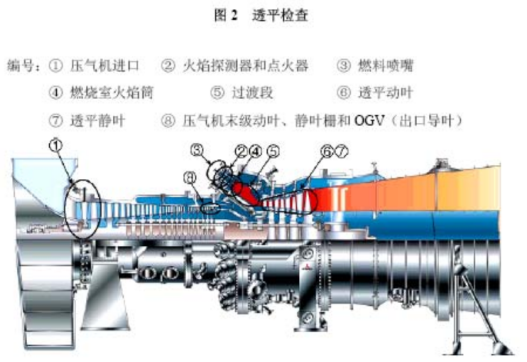 图 2 透平检查
编号：① 压气机进口 ② 火焰探测器和点火器 ③ 燃料喷嘴
④ 燃烧室火焰筒 ⑤ 过渡段 ⑥ 透平动叶
⑦ 透平静叶 ⑧ 压气机末级动叶、静叶栅和 OGV（出口导叶）
① ③ ② ④ ⑤ ⑥ ⑦ ⑧